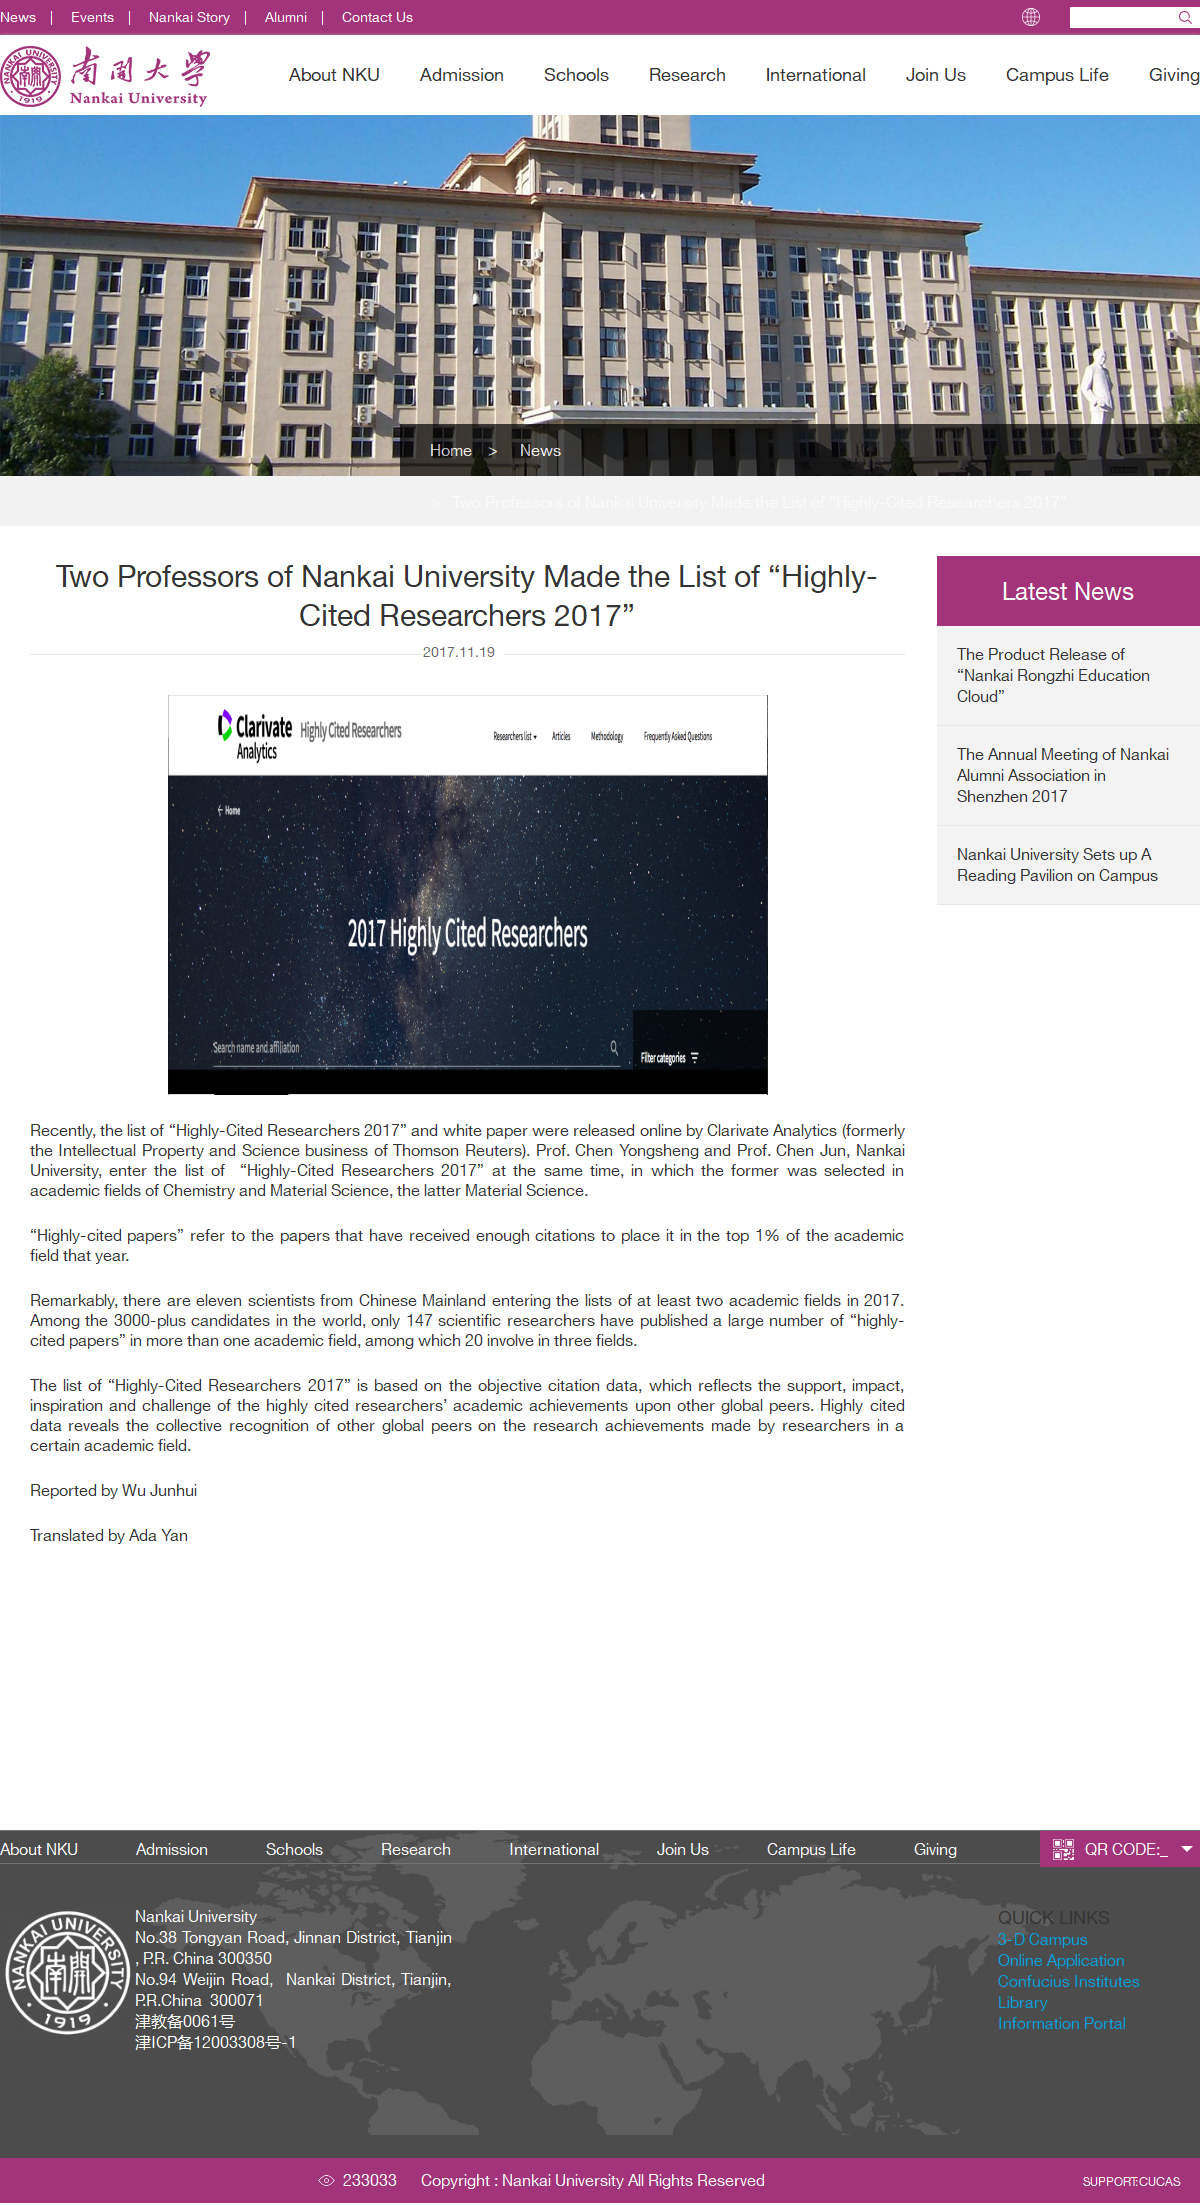 News | Events | Nankai Story | Alumni | Contact Us
NANKAI UNIVERSITY 1919
南開大學
Nankai University
About NKU Admission Schools Research International Join Us Campus Life Giving
Home > News
> Two Professors of Nankai University Made the List of “Highly-Cited Researchers 2017”
Two Professors of Nankai University Made the List of “Highly-
Cited Researchers 2017”
2017.11.19
Clarivate
Analytics
Highly Cited Researchers
Researchers list Articles Methodology Frequently Asked Questions
Home
2017 Highly Cited Researchers
Search name and affiliation
Filter categories
Recently, the list of “Highly-Cited Researchers 2017” and white paper were released online by Clarivate Analytics (formerly
the Intellectual Property and Science business of Thomson Reuters). Prof. Chen Yongsheng and Prof. Chen Jun, Nankai
University, enter the list of “Highly-Cited Researchers 2017” at the same time, in which the former was selected in
academic fields of Chemistry and Material Science, the latter Material Science.
“Highly-cited papers” refer to the papers that have received enough citations to place it in the top 1% of the academic
field that year.
Remarkably, there are eleven scientists from Chinese Mainland entering the lists of at least two academic fields in 2017.
Among the 3000-plus candidates in the world, only 147 scientific researchers have published a large number of “highly-
cited papers” in more than one academic field, among which 20 involve in three fields.
The list of “Highly-Cited Researchers 2017” is based on the objective citation data, which reflects the support, impact,
inspiration and challenge of the highly cited researchers’ academic achievements upon other global peers. Highly cited
data reveals the collective recognition of other global peers on the research achievements made by researchers in a
certain academic field.
Reported by Wu Junhui
Translated by Ada Yan
Latest News
The Product Release of
“Nankai Rongzhi Education
Cloud”
The Annual Meeting of Nankai
Alumni Association in
Shenzhen 2017
Nankai University Sets up A
Reading Pavilion on Campus
About NKU Admission Schools Research International Join Us Campus Life Giving
QR CODE:_
NANKAI UNIVERSITY 南開 1919
Nankai University
No.38 Tongyan Road, Jinnan District, Tianjin
, P.R. China 300350
No.94 Weijin Road, Nankai District, Tianjin,
P.R.China 300071
津教备0061号
津ICP备12003308号-1
QUICK LINKS
3-D Campus
Online Application
Confucius Institutes
Library
Information Portal
233033 Copyright : Nankai University All Rights Reserved
SUPPORT:CUCAS